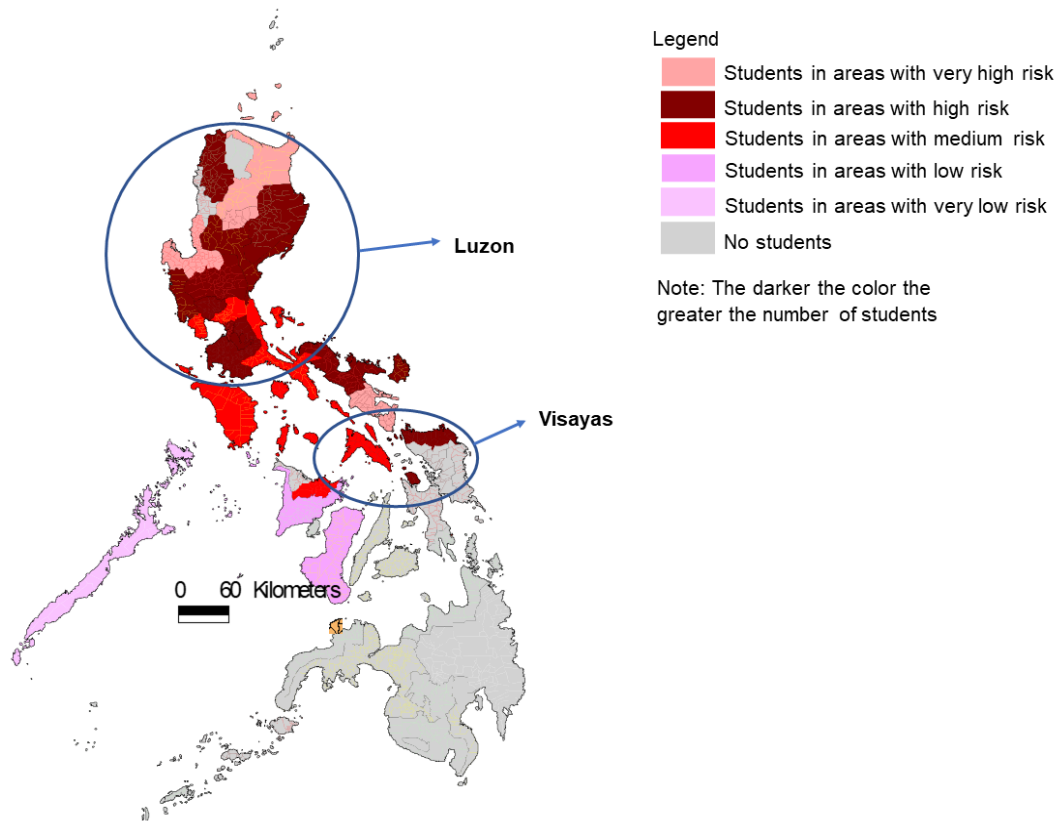 Legend
Students in areas with very high risk
Students in areas with high risk
Students in areas with medium risk
Students in areas with low risk
Students in areas with very low risk
No students
Note: The darker the color the
greater the number of students
Luzon
Visayas
0 60 Kilometers